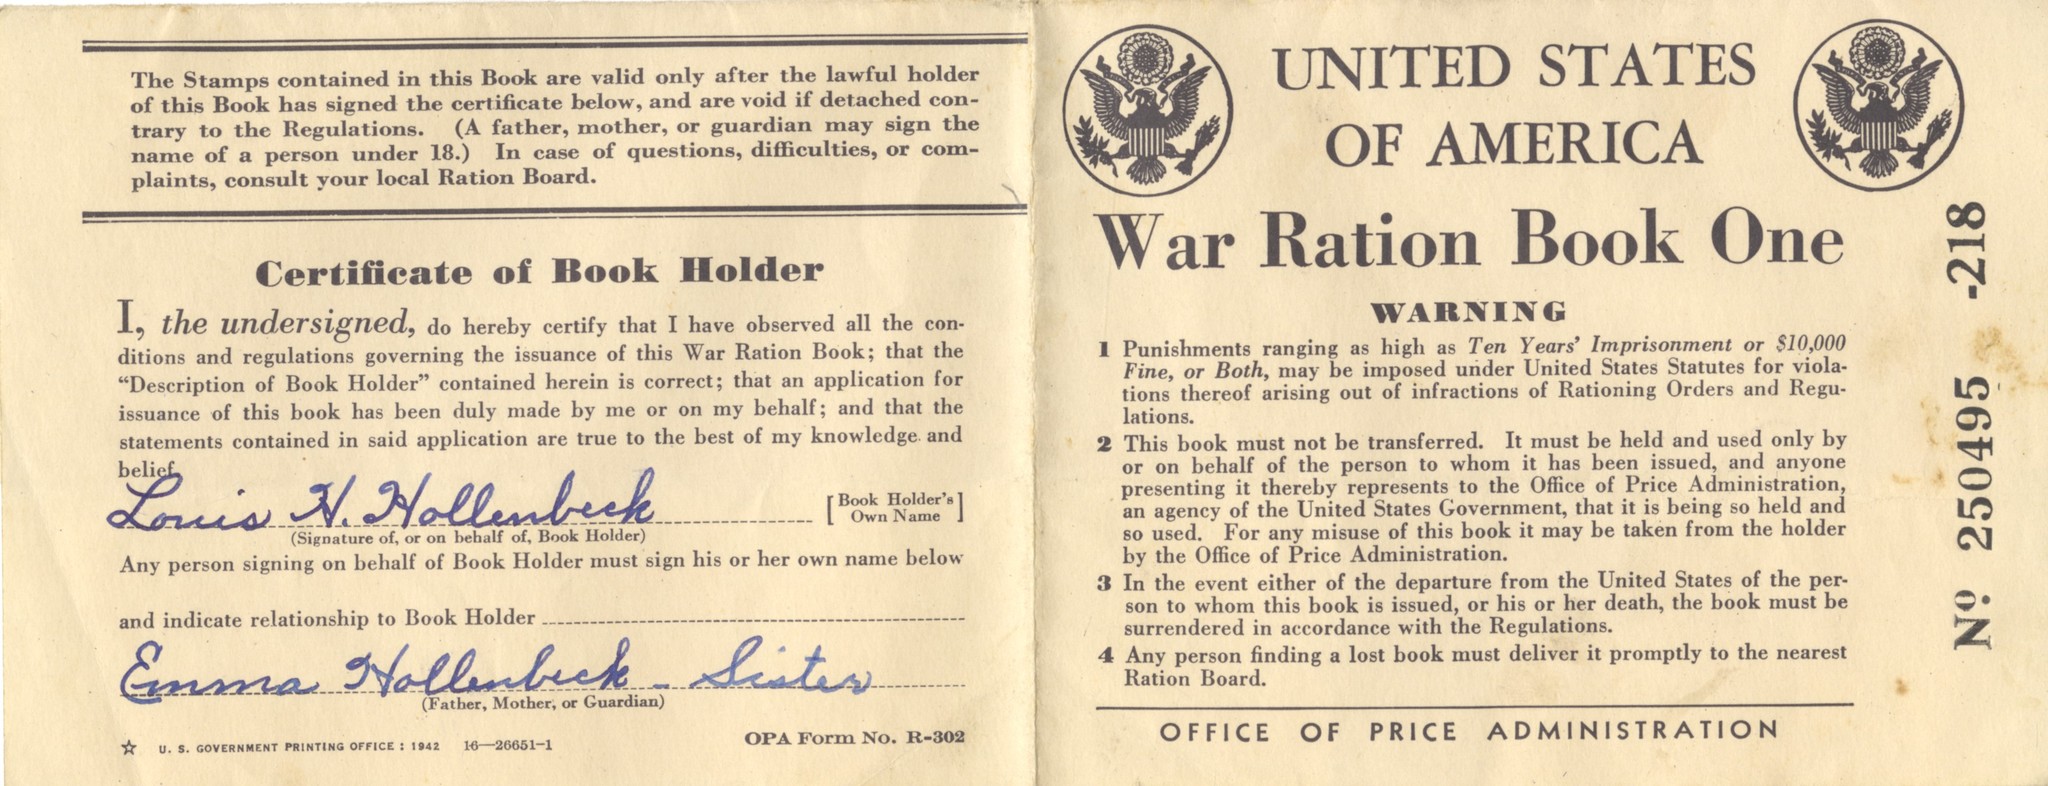 The Stamps contained in this Book are valid only after the lawful holder
of this Book has signed the certificate below, and are void if detached con-
trary to the Regulations. (A father, mother, or guardian may sign the
name of a person under 18.) In case of questions, difficulties, or com-
plaints, consult your local Ration Board.
Certificate of Book Holder
I, the undersigned, do hereby certify that I have observed all the con-
ditions and regulations governing the issuance of this War Ration Book; that the
“Description of Book Holder” contained herein is correct; that an application for
issuance of this book has been duly made by me or on my behalf; and that the
statements contained in said application are true to the best of my knowledge and
belief.
Louis H. Hollenbeck [Book Holder's Own Name]
(Signature of, or on behalf of, Book Holder)
Any person signing on behalf of Book Holder must sign his or her own name below
and indicate relationship to Book Holder
Emma Hollenbeck - Sister
(Father, Mother, or Guardian)
☆ U. S. GOVERNMENT PRINTING OFFICE : 1942 16—26651-1 OPA Form No. R-302
UNITED STATES
OF AMERICA
War Ration Book One
WARNING
1 Punishments ranging as high as Ten Years' Imprisonment or $10,000
Fine, or Both, may be imposed under United States Statutes for viola-
tions thereof arising out of infractions of Rationing Orders and Regu-
lations.
2 This book must not be transferred. It must be held and used only by
or on behalf of the person to whom it has been issued, and anyone
presenting it thereby represents to the Office of Price Administration,
an agency of the United States Government, that it is being so held and
so used. For any misuse of this book it may be taken from the holder
by the Office of Price Administration.
3 In the event either of the departure from the United States of the per-
son to whom this book is issued, or his or her death, the book must be
surrendered in accordance with the Regulations.
4 Any person finding a lost book must deliver it promptly to the nearest
Ration Board.
OFFICE OF PRICE ADMINISTRATION
No. 250495 -218